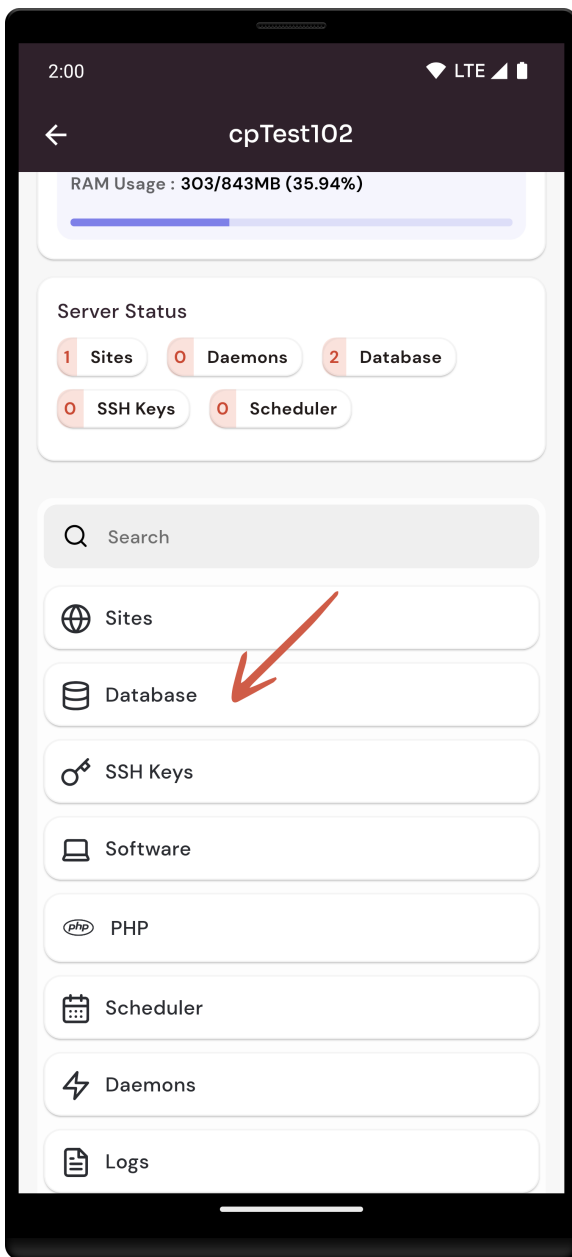 2:00 LTE
cpTest102
RAM Usage : 303/843MB (35.94%)
Server Status
1 Sites 0 Daemons 2 Database
0 SSH Keys 0 Scheduler
Search
Sites
Database
SSH Keys
Software
php PHP
Scheduler
Daemons
Logs